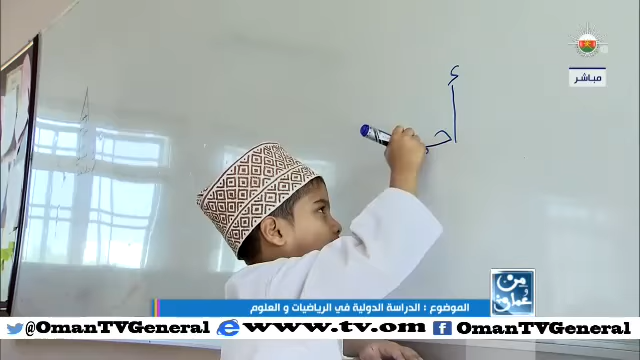 مباشر
أ
من عُمان
الموضوع : الدراسة الدولية في الرياضيات و العلوم
@OmanTVGeneral www.tv.om OmanTVGeneral